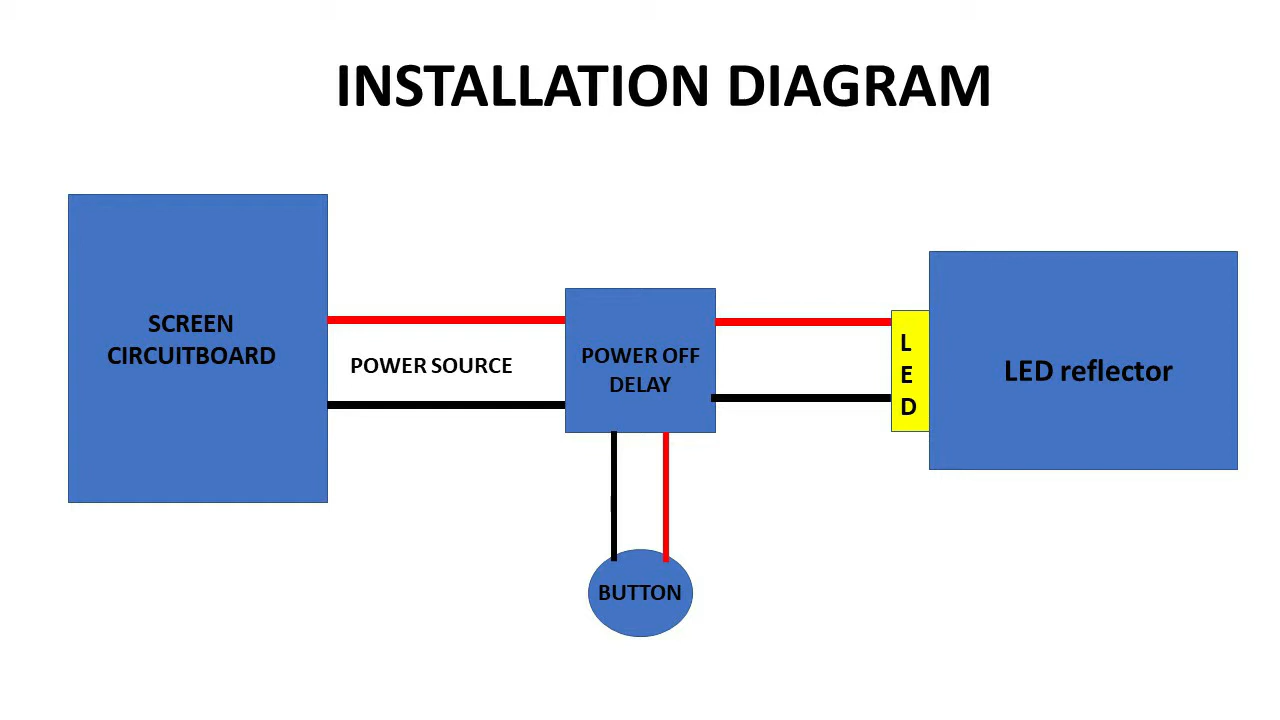 INSTALLATION DIAGRAM
SCREEN
CIRCUITBOARD
POWER SOURCE
POWER OFF
DELAY
L
E
D
LED reflector
BUTTON